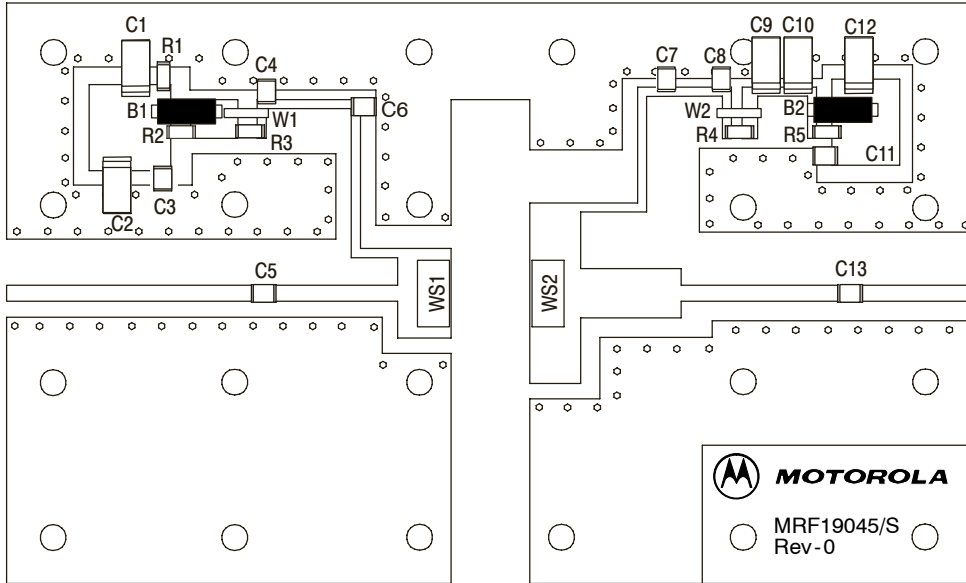 C1
R1
C4
B1
R2
W1
R3
C6
C2
C3
C7
C8
C9
C10
C12
W2
B2
R4
R5
C11
C5
WS1
WS2
C13
MOTOROLA
MRF19045/S
Rev-0